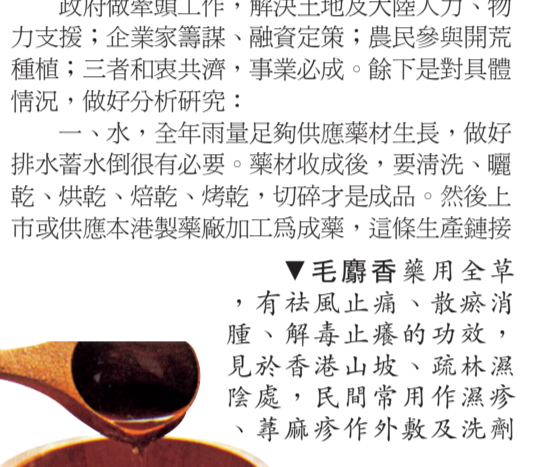 政府做牽頭工作，解決土地及大陸人力、物
力支援；企業家籌謀、融資定策；農民參與開荒
種植；三者和衷共濟，事業必成。餘下是對具體
情況，做好分析研究：
一、水，全年雨量足夠供應藥材生長，做好
排水蓄水倒很有必要。藥材收成後，要清洗、曬
乾、烘乾、焙乾、烤乾，切碎才是成品。然後上
市或供應本港製藥廠加工爲成藥，這條生產鏈接
▼毛麝香藥用全草
，有祛風止痛、散瘀消
腫、解毒止癢的功效，
見於香港山坡、疏林濕
陰處，民間常用作濕疹
、蕁麻疹作外敷及洗劑